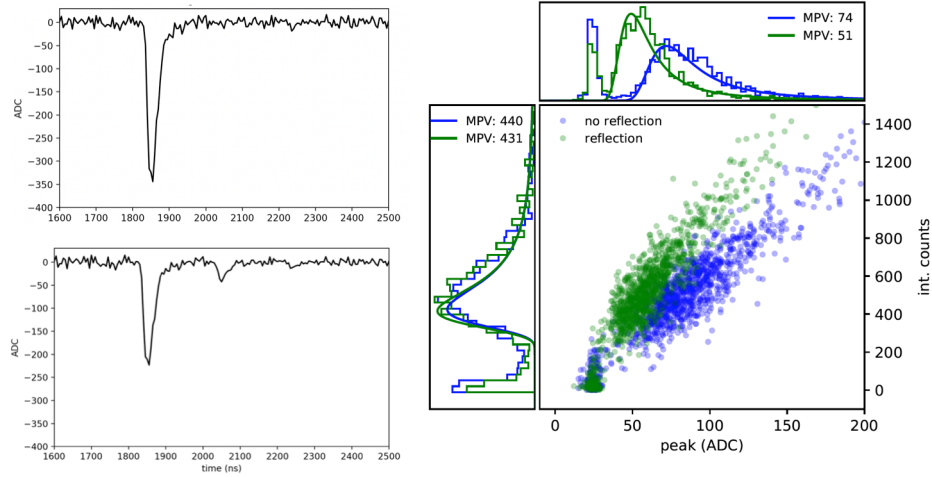 0
−50
−100
−150
−200
−250
−300
−350
−400
ADC
1600 1700 1800 1900 2000 2100 2200 2300 2400 2500
0
−50
−100
−150
−200
−250
−300
−350
−400
ADC
1600 1700 1800 1900 2000 2100 2200 2300 2400 2500
time (ns)
MPV: 74
MPV: 51
MPV: 440
MPV: 431
no reflection
reflection
1400
1200
1000
800
600
400
200
0
int. counts
0 50 100 150 200
peak (ADC)